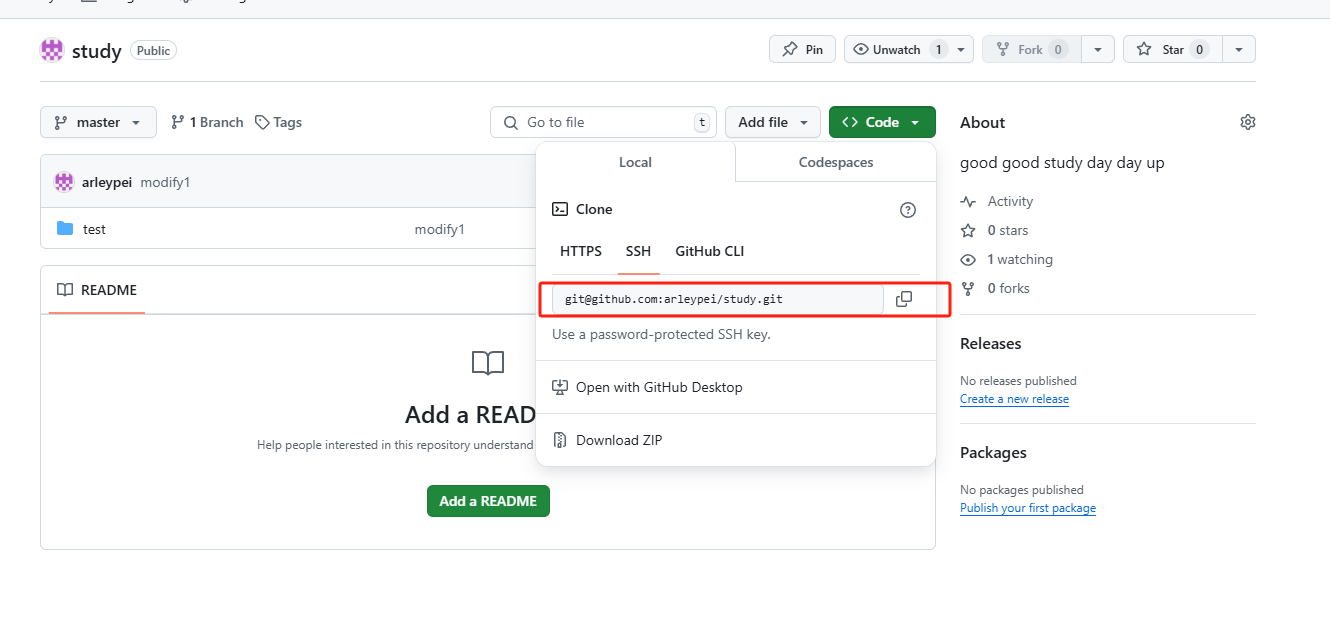 study Public
Pin
Unwatch 1
Fork 0
Star 0
master
1 Branch
Tags
Go to file t
Add file
Code
arleypei modify1
test modify1
README
Add a READ
Help people interested in this repository understand
Add a README
Local Codespaces
Clone
HTTPS SSH GitHub CLI
git@github.com:arleypei/study.git
Use a password-protected SSH key.
Open with GitHub Desktop
Download ZIP
About
good good study day day up
Activity
0 stars
1 watching
0 forks
Releases
No releases published
Create a new release
Packages
No packages published
Publish your first package